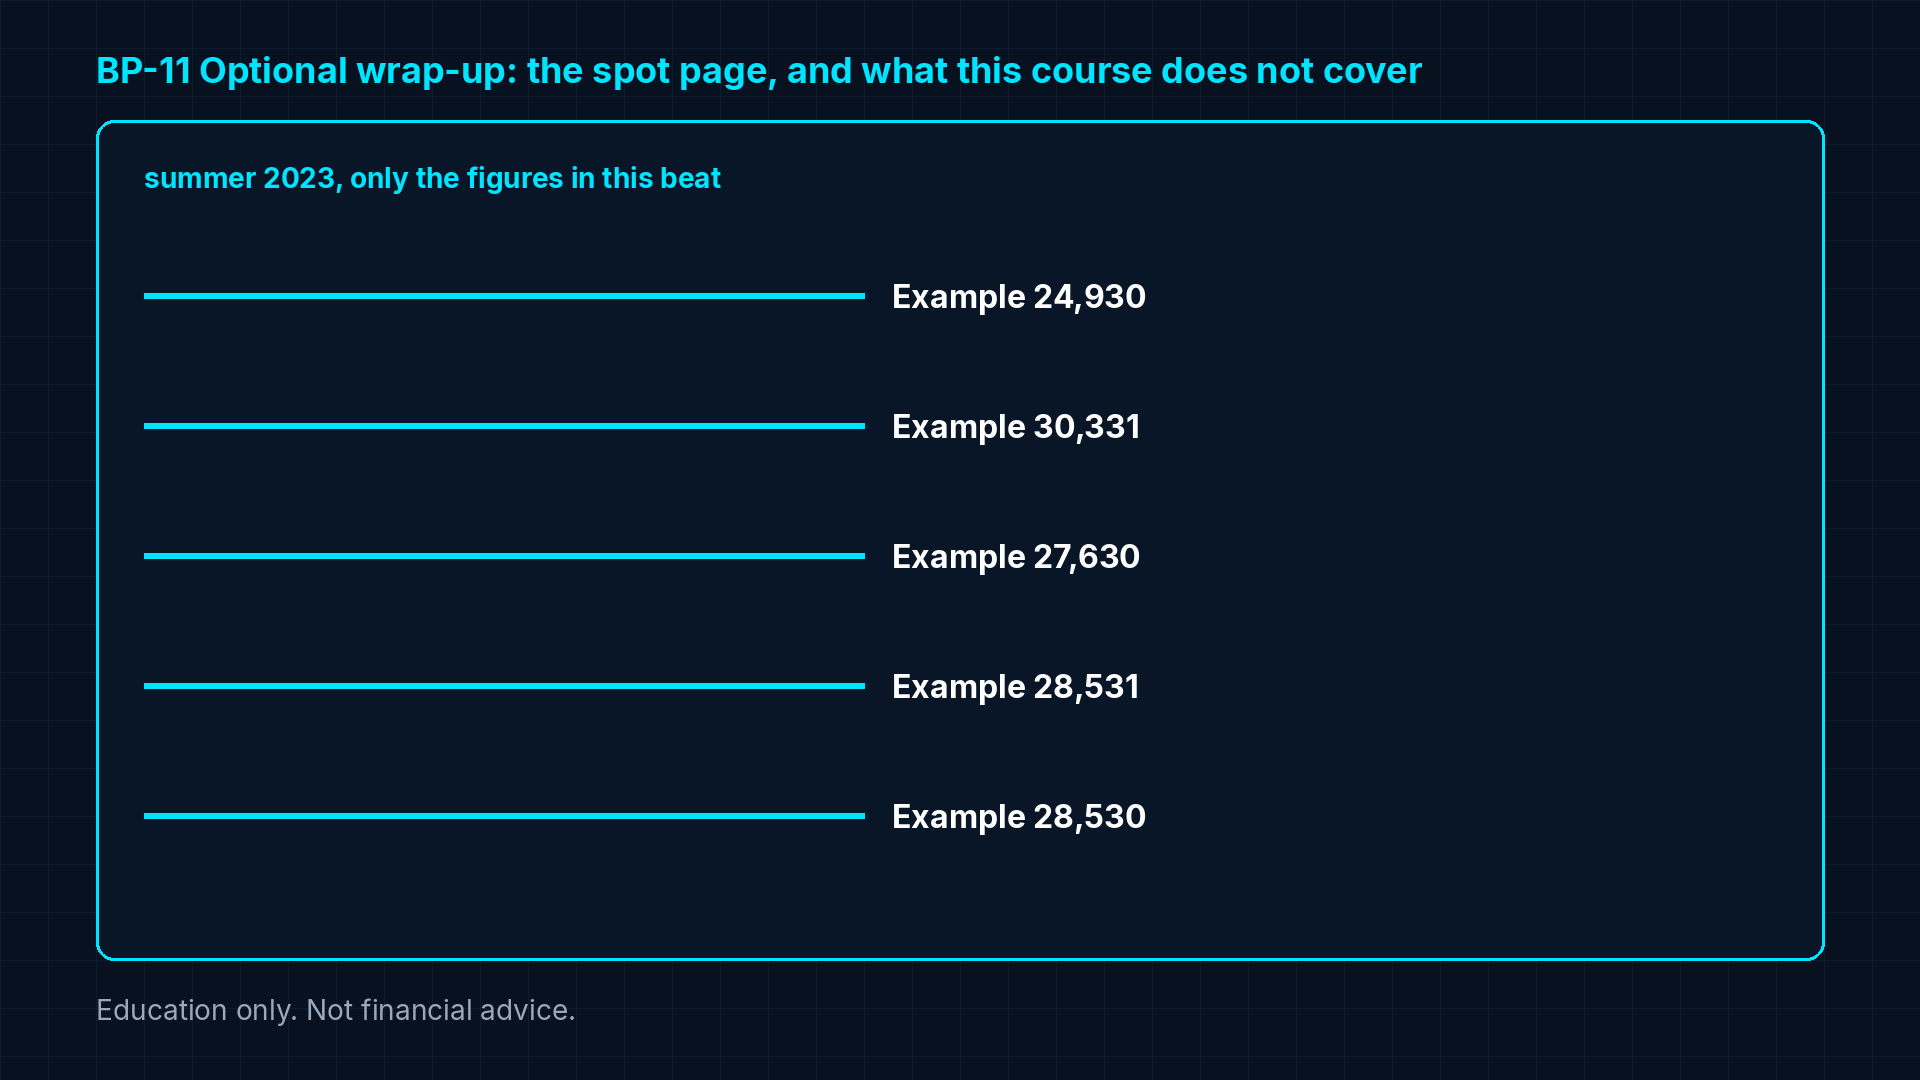 BP-11 Optional wrap-up: the spot page, and what this course does not cover
summer 2023, only the figures in this beat
Example 24,930
Example 30,331
Example 27,630
Example 28,531
Example 28,530
Education only. Not financial advice.